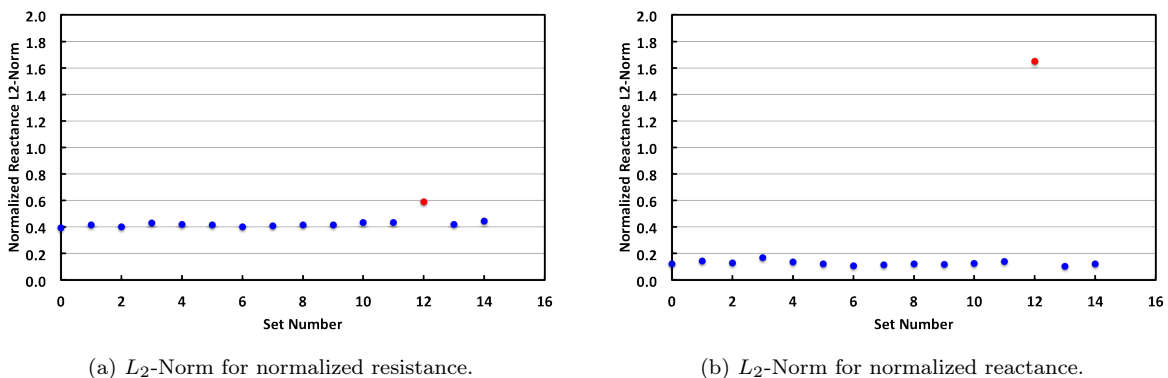 2.0
1.8
1.6
1.4
1.2
1.0
0.8
0.6
0.4
0.2
0.0
Normalized Reactance L2-Norm
0 2 4 6 8 10 12 14 16
Set Number
(a) L2-Norm for normalized resistance.
2.0
1.8
1.6
1.4
1.2
1.0
0.8
0.6
0.4
0.2
0.0
Normalized Reactance L2-Norm
0 2 4 6 8 10 12 14 16
Set Number
(b) L2-Norm for normalized reactance.